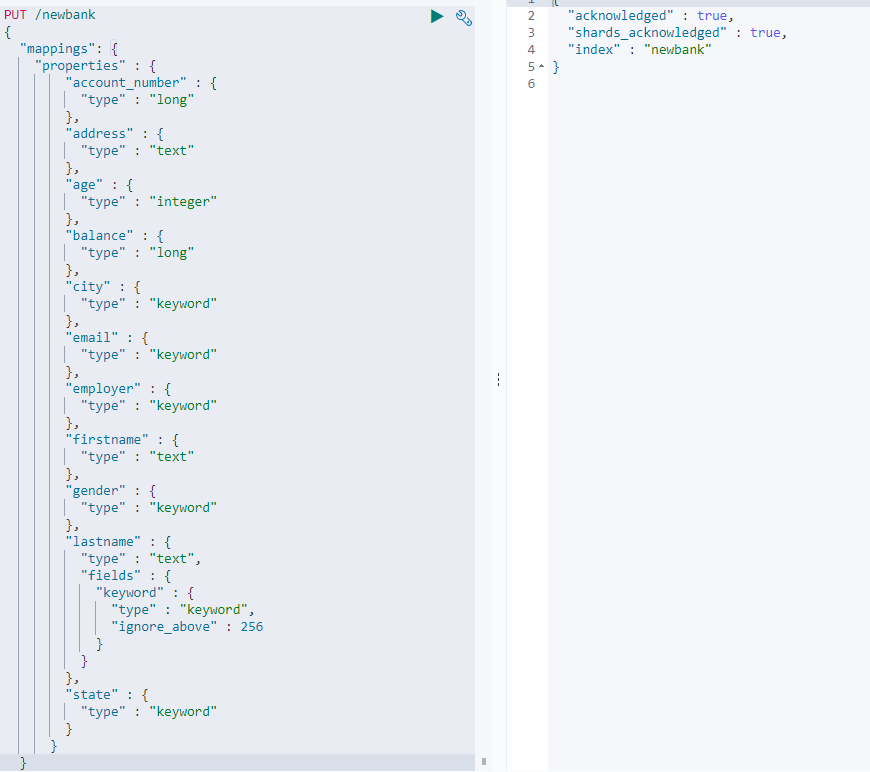 PUT /newbank
{
  "mappings": {
    "properties" : {
        "account_number" : {
          "type" : "long"
        },
        "address" : {
          "type" : "text"
        },
        "age" : {
          "type" : "integer"
        },
        "balance" : {
          "type" : "long"
        },
        "city" : {
          "type" : "keyword"
        },
        "email" : {
          "type" : "keyword"
        },
        "employer" : {
          "type" : "keyword"
        },
        "firstname" : {
          "type" : "text"
        },
        "gender" : {
          "type" : "keyword"
        },
        "lastname" : {
          "type" : "text",
          "fields" : {
            "keyword" : {
              "type" : "keyword",
              "ignore_above" : 256
            }
          }
        },
        "state" : {
          "type" : "keyword"
        }
      }
  }
1 {
2   "acknowledged" : true,
3   "shards_acknowledged" : true,
4   "index" : "newbank"
5 }
6